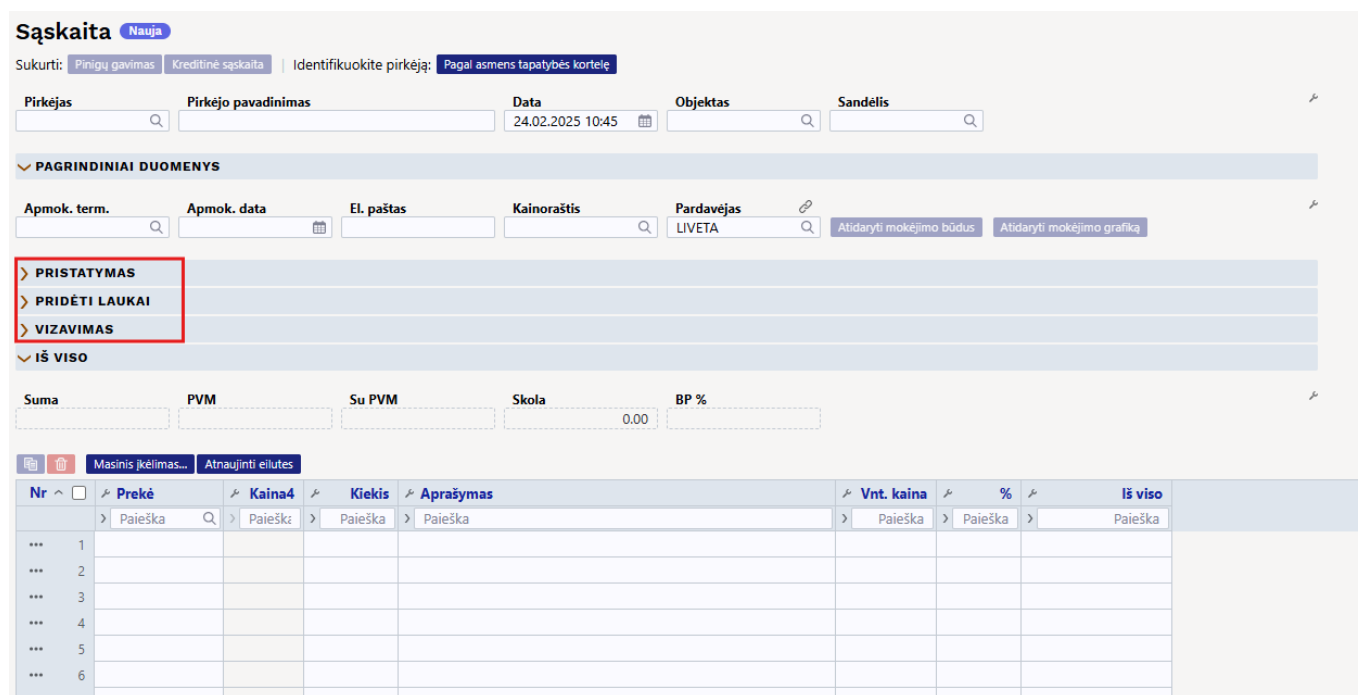 Sąskaita Nauja
Sukurti: Pinigų gavimas Kreditinė sąskaita | Identifikuokite pirkėją: Pagal asmens tapatybės kortelę
Pirkėjas Pirkėjo pavadinimas Data Objektas Sandėlis
24.02.2025 10:45
PAGRINDINIAI DUOMENYS
Apmok. term. Apmok. data El. paštas Kainoraštis Pardavėjas
LIVETA Atidaryti mokėjimo būdus Atidaryti mokėjimo grafiką
PRISTATYMAS
PRIDĖTI LAUKAI
VIZAVIMAS
IŠ VISO
Suma PVM Su PVM Skola BP %
0.00
Masinis įkėlimas... Atnaujinti eilutes
Nr Prekė Kaina4 Kiekis Aprašymas Vnt. kaina % Iš viso
Paieška Paieška Paieška Paieška Paieška Paieška Paieška
1
2
3
4
5
6